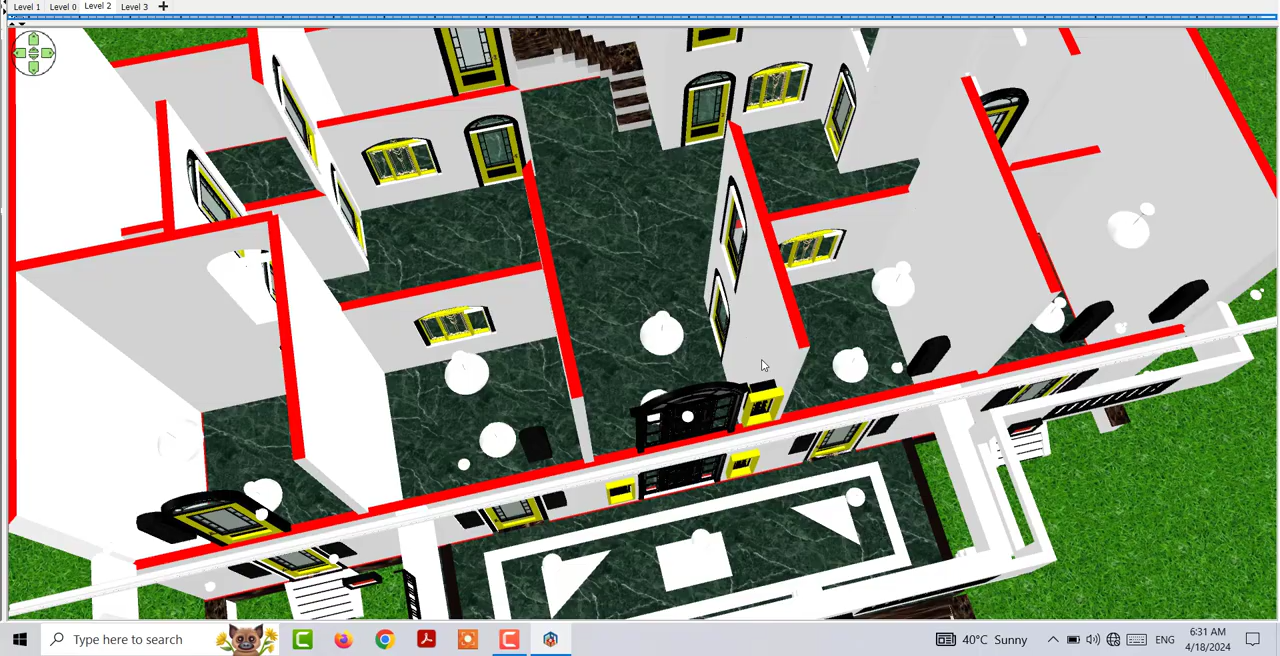 Level 1 Level 0 Level 2 Level 3
Type here to search
40°C Sunny
ENG
6:31 AM
4/18/2024